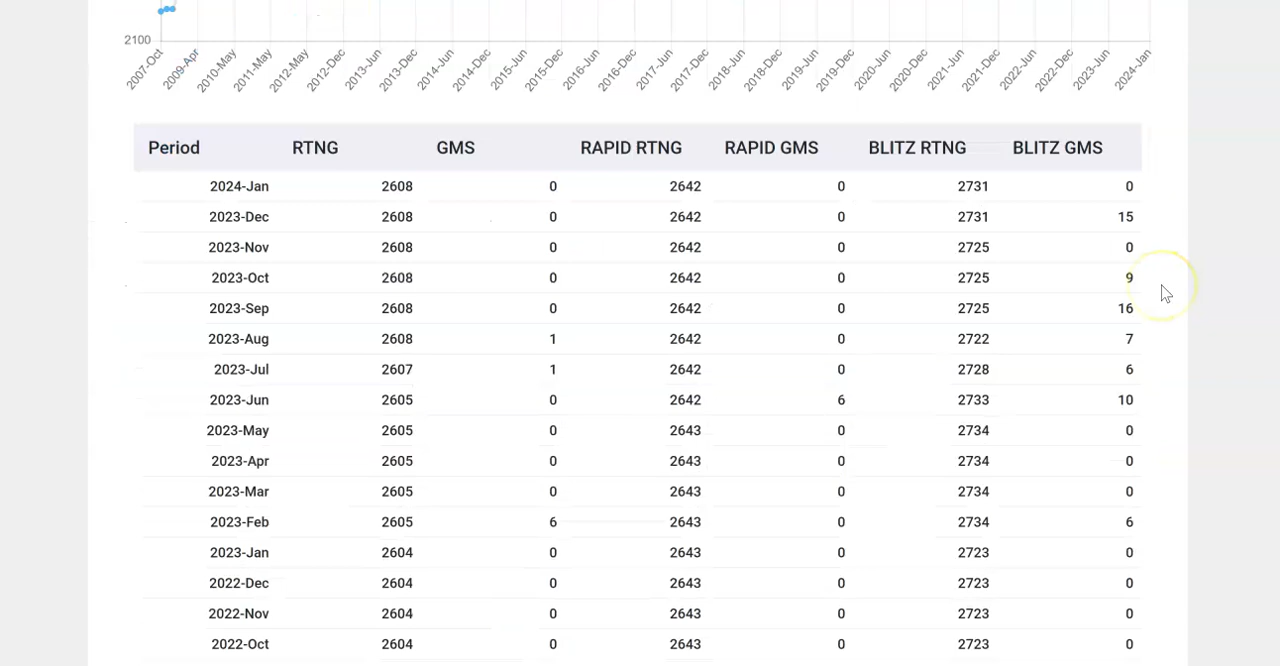 2100
2007-Oct 2009-Apr 2010-May 2011-May 2012-May 2012-Dec 2013-Jun 2013-Dec 2014-Jun 2014-Dec 2015-Jun 2015-Dec 2016-Jun 2016-Dec 2017-Jun 2017-Dec 2018-Jun 2018-Dec 2019-Jun 2019-Dec 2020-Jun 2020-Dec 2021-Jun 2021-Dec 2022-Jun 2022-Dec 2023-Jun 2024-Jan
Period RTNG GMS RAPID RTNG RAPID GMS BLITZ RTNG BLITZ GMS
2024-Jan 2608 0 2642 0 2731 0
2023-Dec 2608 0 2642 0 2731 15
2023-Nov 2608 0 2642 0 2725 0
2023-Oct 2608 0 2642 0 2725 9
2023-Sep 2608 0 2642 0 2725 16
2023-Aug 2608 1 2642 0 2722 7
2023-Jul 2607 1 2642 0 2728 6
2023-Jun 2605 0 2642 6 2733 10
2023-May 2605 0 2643 0 2734 0
2023-Apr 2605 0 2643 0 2734 0
2023-Mar 2605 0 2643 0 2734 0
2023-Feb 2605 6 2643 0 2734 6
2023-Jan 2604 0 2643 0 2723 0
2022-Dec 2604 0 2643 0 2723 0
2022-Nov 2604 0 2643 0 2723 0
2022-Oct 2604 0 2643 0 2723 0